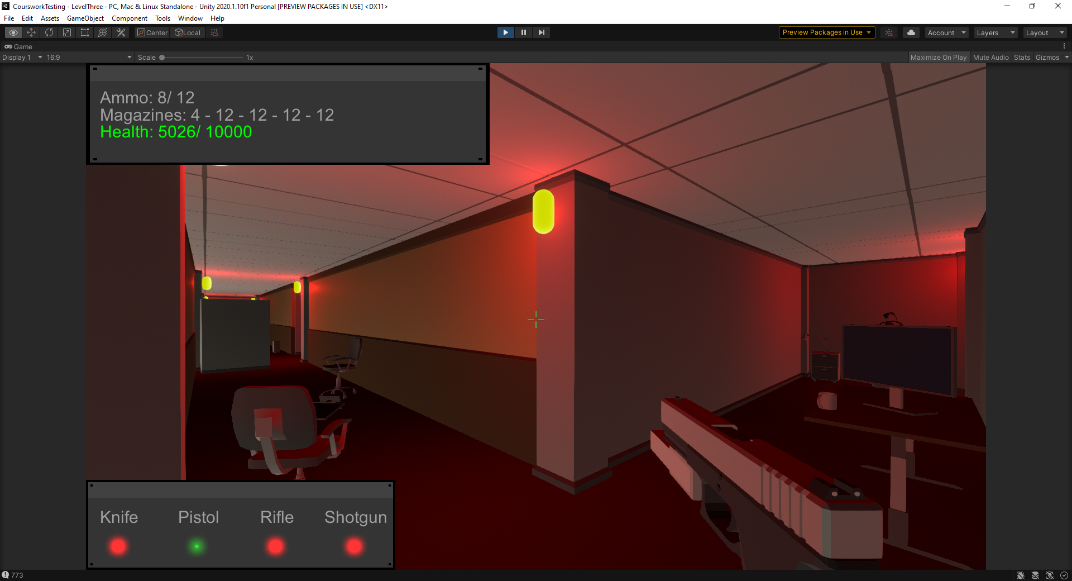 CoursworkTesting - LevelThree - PC, Mac & Linux Standalone - Unity 2020.1.10f1 Personal [PREVIEW PACKAGES IN USE] <DX11>
File Edit Assets GameObject Component Tools Window Help
Center Local Preview Packages in Use Account Layers Layout
Game
Display 1 16:9 Scale 1x Maximize On Play Mute Audio Stats Gizmos
Ammo: 8/ 12
Magazines: 4 - 12 - 12 - 12 - 12
Health: 5026/ 10000
Knife Pistol Rifle Shotgun
773